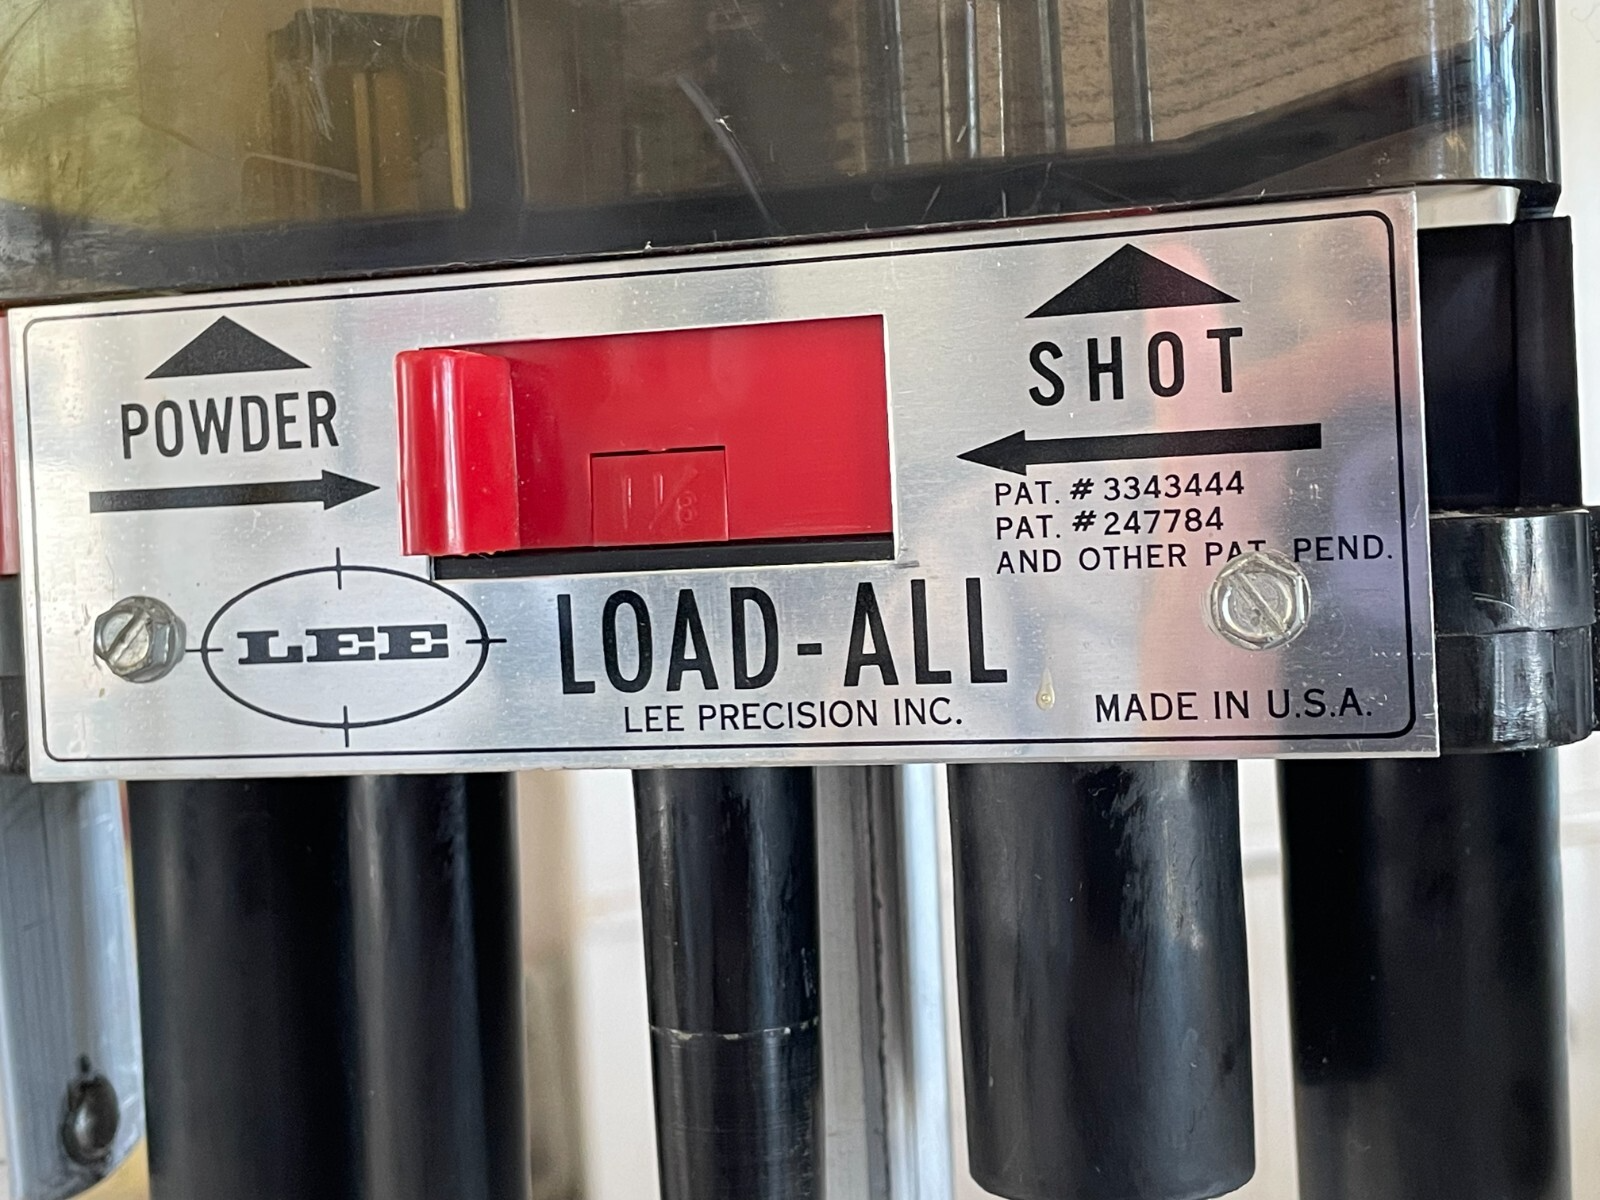 POWDER
SHOT
1 1/8
PAT. # 3343444
PAT. # 247784
AND OTHER PAT. PEND.
LEE
LOAD-ALL
LEE PRECISION INC.
MADE IN U.S.A.